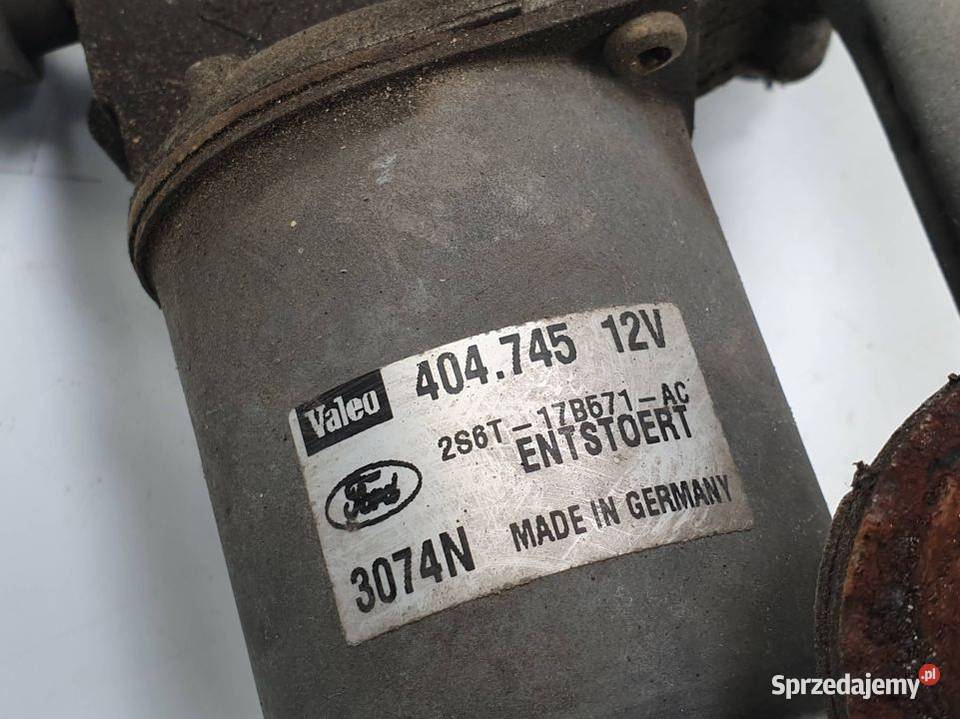 Valeo 404.745 12V
2S6T-17B571-AC
ENTSTOERT
Ford
MADE IN GERMANY
3074N
Sprzedajemy.pl